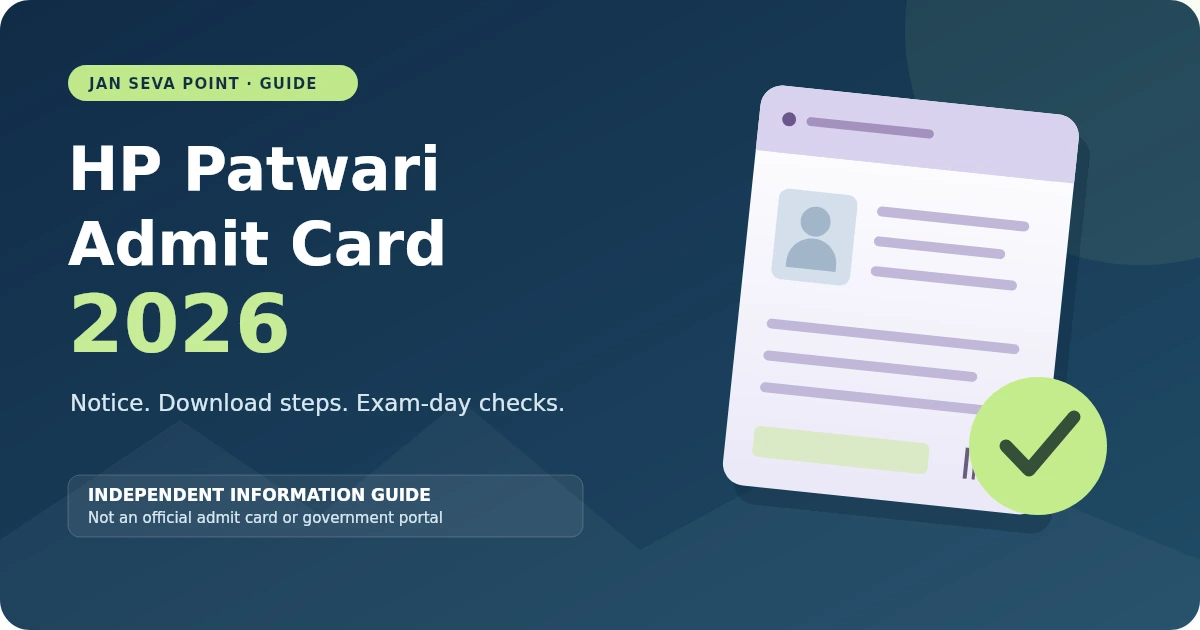 JAN SEVA POINT · GUIDE
HP Patwari
Admit Card
2026
Notice. Download steps. Exam-day checks.
INDEPENDENT INFORMATION GUIDE
Not an official admit card or government portal